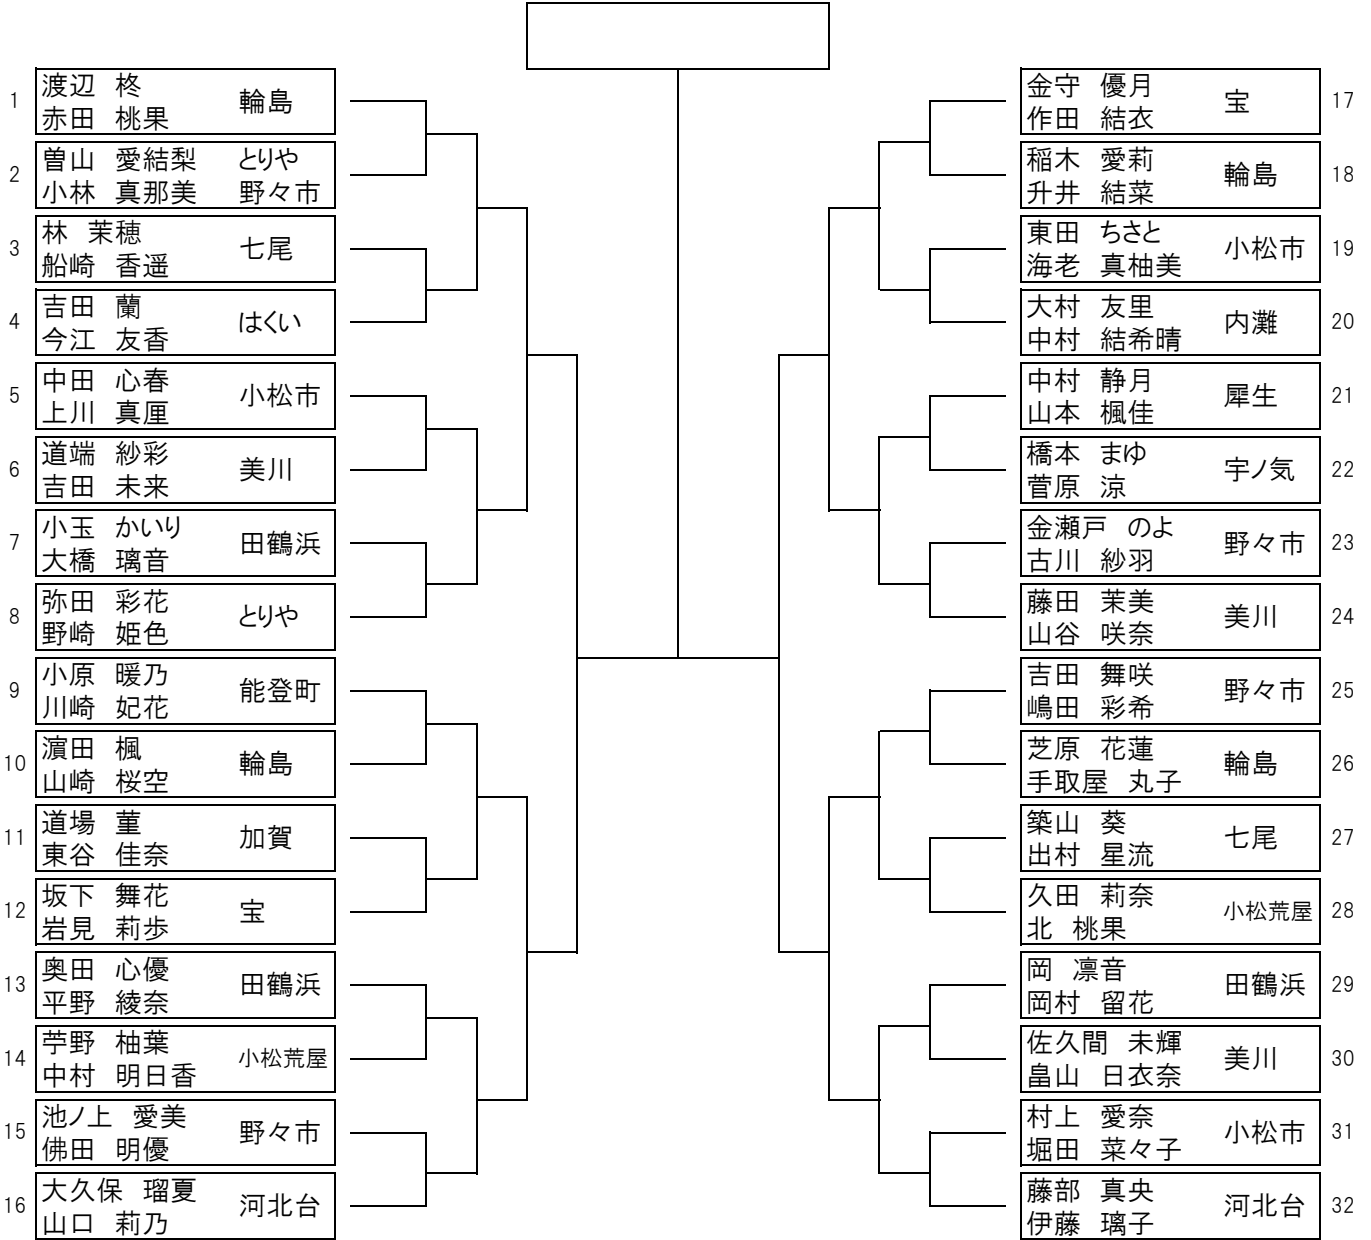 1 渡辺 柊 輪島
赤田 桃果
2 曽山 愛結梨 とりや
小林 真那美 野々市
3 林 茉穂 七尾
船崎 香遥
4 吉田 蘭 はくい
今江 友香
5 中田 心春 小松市
上川 真厘
6 道端 紗彩 美川
吉田 未来
7 小玉 かいり 田鶴浜
大橋 璃音
8 弥田 彩花 とりや
野崎 姫色
9 小原 暖乃 能登町
川崎 妃花
10 濵田 楓 輪島
山崎 桜空
11 道場 菫 加賀
東谷 佳奈
12 坂下 舞花 宝
岩見 莉歩
13 奥田 心優 田鶴浜
平野 綾奈
14 苧野 柚葉 小松荒屋
中村 明日香
15 池ノ上 愛美 野々市
佛田 明優
16 大久保 瑠夏 河北台
山口 莉乃
金守 優月 宝 17
作田 結衣
稲木 愛莉 輪島 18
升井 結菜
東田 ちさと 小松市 19
海老 真柚美
大村 友里 内灘 20
中村 結希晴
中村 静月 犀生 21
山本 楓佳
橋本 まゆ 宇ノ気 22
菅原 涼
金瀬戸 のよ 野々市 23
古川 紗羽
藤田 茉美 美川 24
山谷 咲奈
吉田 舞咲 野々市 25
嶋田 彩希
芝原 花蓮 輪島 26
手取屋 丸子
築山 葵 七尾 27
出村 星流
久田 莉奈 小松荒屋 28
北 桃果
岡 凛音 田鶴浜 29
岡村 留花
佐久間 未輝 美川 30
畠山 日衣奈
村上 愛奈 小松市 31
堀田 菜々子
藤部 真央 河北台 32
伊藤 璃子